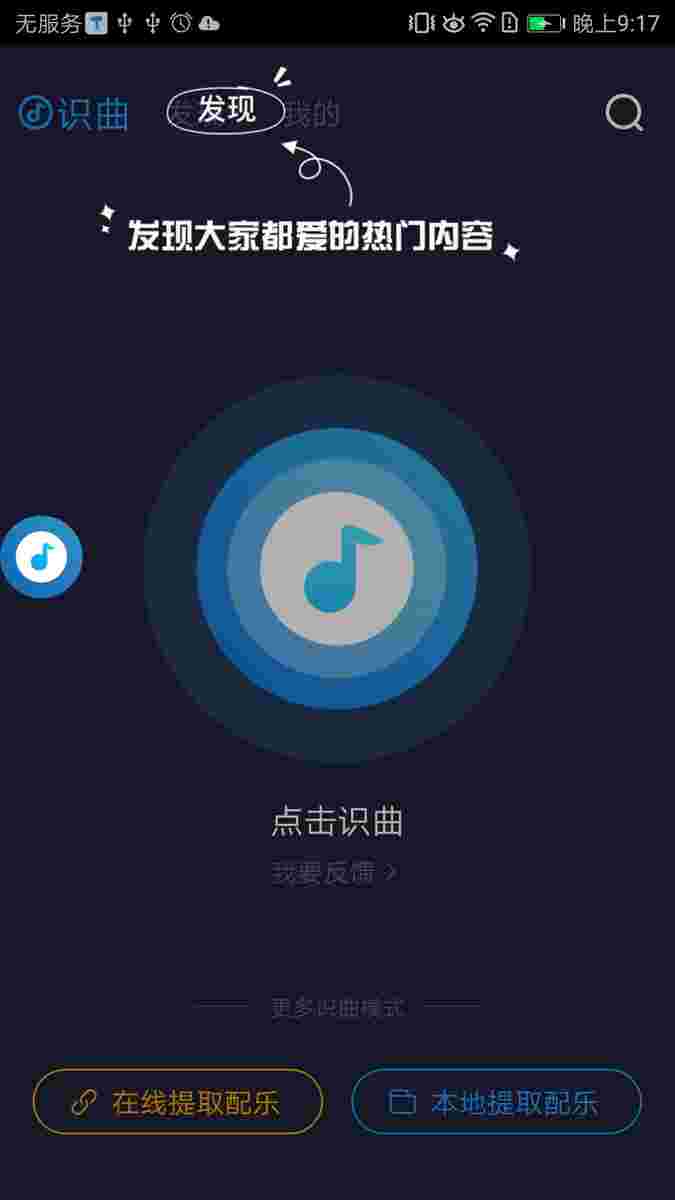 无服务 晚上9:17
识曲 发现 我的
发现大家都爱的热门内容
点击识曲
我要反馈 >
更多识曲模式
在线提取配乐 本地提取配乐